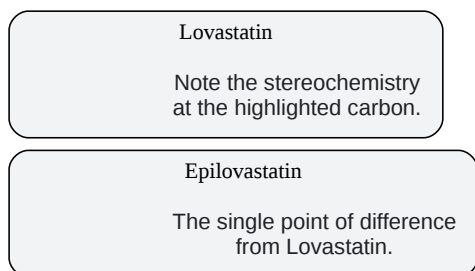 Lovastatin
Note the stereochemistry
at the highlighted carbon.
Epilovastatin
The single point of difference
from Lovastatin.